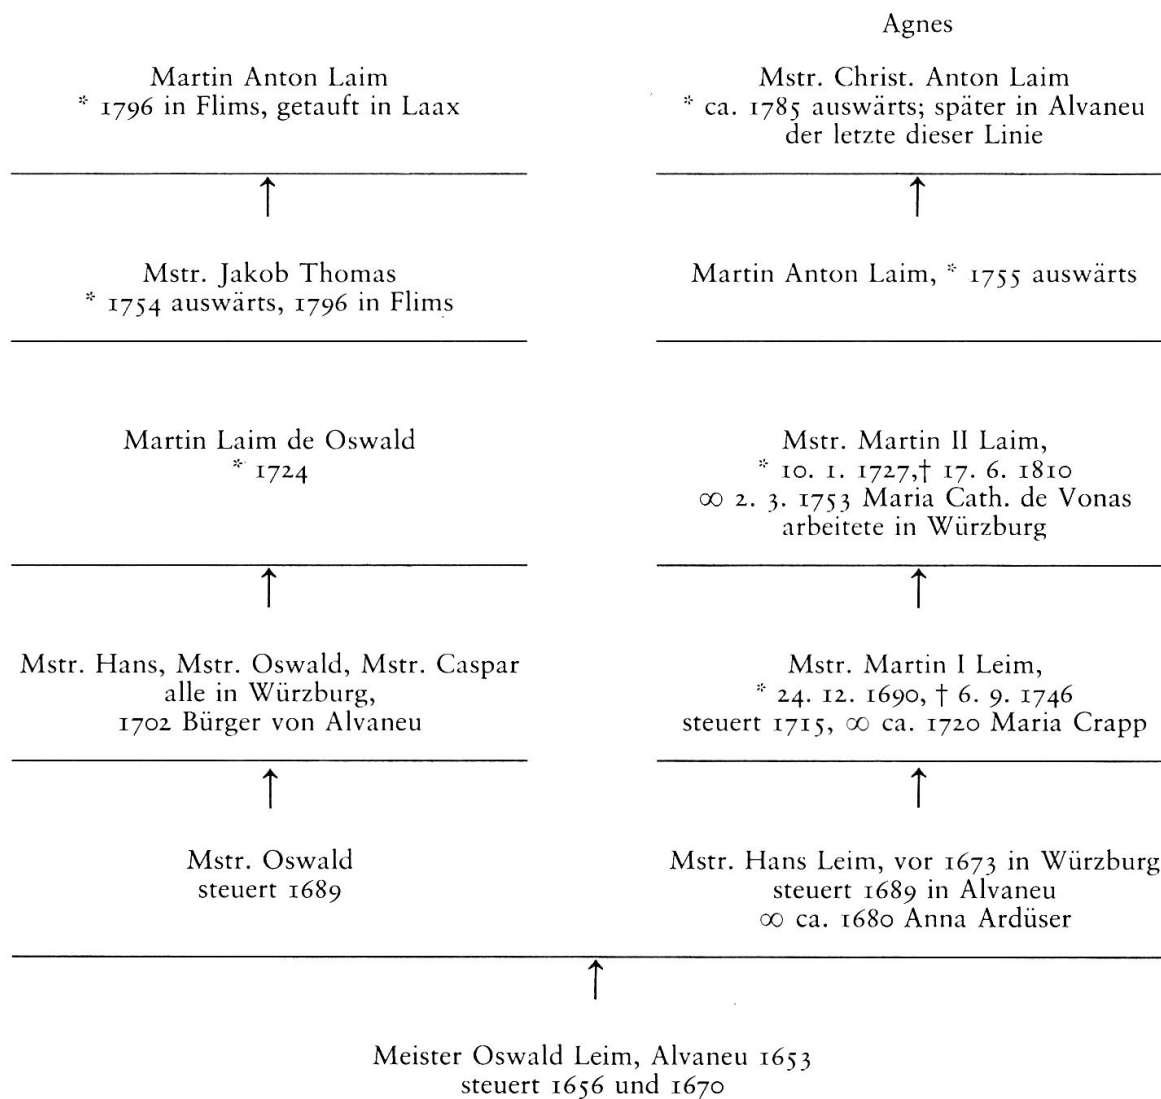 Agnes
Martin Anton Laim
* 1796 in Flims, getauft in Laax
Mstr. Christ. Anton Laim
* ca. 1785 auswärts; später in Alvaneu
der letzte dieser Linie
Mstr. Jakob Thomas
* 1754 auswärts, 1796 in Flims
Martin Anton Laim, * 1755 auswärts
Martin Laim de Oswald
* 1724
Mstr. Martin II Laim,
* 10. 1. 1727,† 17. 6. 1810
∞ 2. 3. 1753 Maria Cath. de Vonas
arbeitete in Würzburg
Mstr. Hans, Mstr. Oswald, Mstr. Caspar
alle in Würzburg,
1702 Bürger von Alvaneu
Mstr. Martin I Leim,
* 24. 12. 1690, † 6. 9. 1746
steuert 1715, ∞ ca. 1720 Maria Crapp
Mstr. Oswald
steuert 1689
Mstr. Hans Leim, vor 1673 in Würzburg
steuert 1689 in Alvaneu
∞ ca. 1680 Anna Ardüser
Meister Oswald Leim, Alvaneu 1653
steuert 1656 und 1670